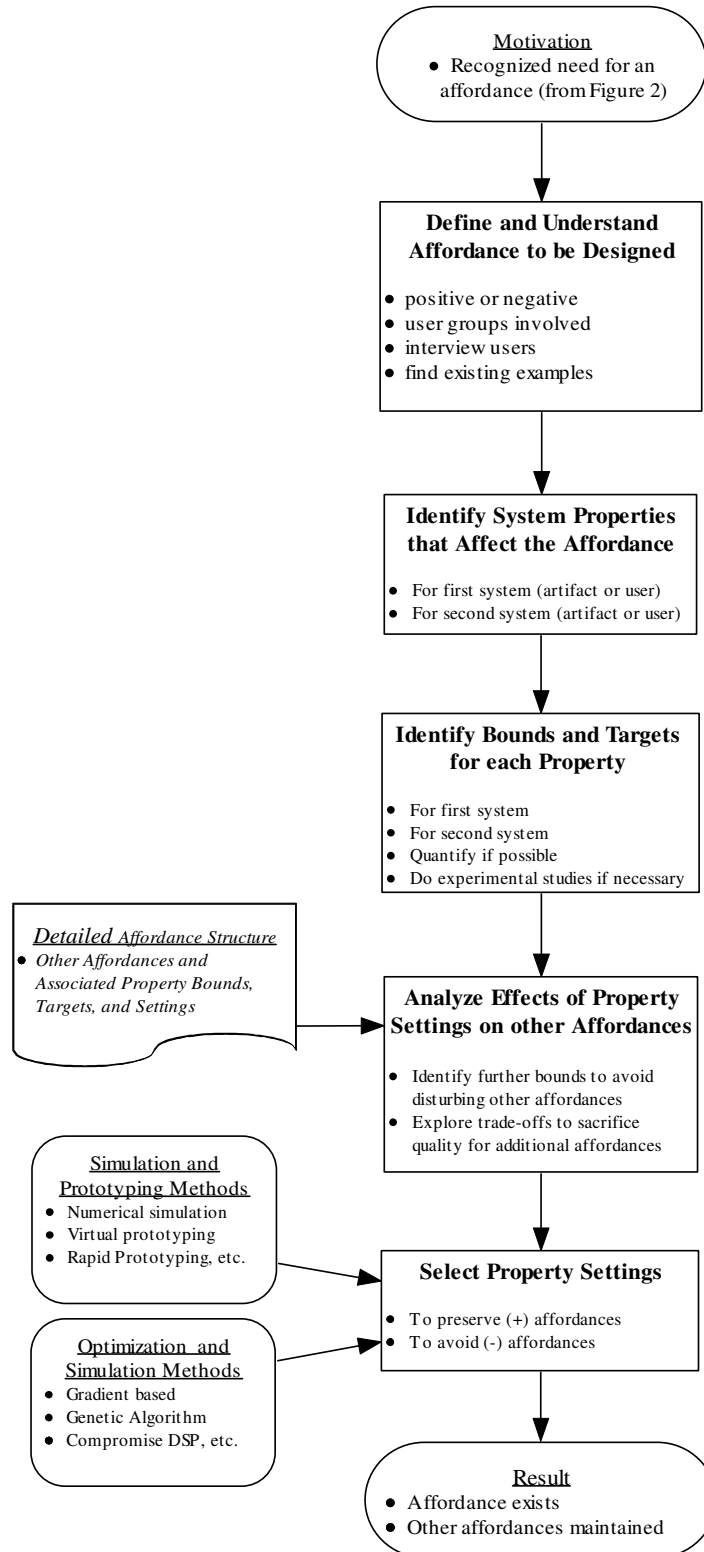 Motivation
● Recognized need for an
affordance (from Figure 2)
Define and Understand
Affordance to be Designed
● positive or negative
● user groups involved
● interview users
● find existing examples
Identify System Properties
that Affect the Affordance
● For first system (artifact or user)
● For second system (artifact or user)
Identify Bounds and Targets
for each Property
● For first system
● For second system
● Quantify if possible
● Do experimental studies if necessary
Detailed Affordance Structure
● Other Affordances and
Associated Property Bounds,
Targets, and Settings
Analyze Effects of Property
Settings on other Affordances
● Identify further bounds to avoid
disturbing other affordances
● Explore trade-offs to sacrifice
quality for additional affordances
Simulation and
Prototyping Methods
● Numerical simulation
● Virtual prototyping
● Rapid Prototyping, etc.
Select Property Settings
● To preserve (+) affordances
● To avoid (-) affordances
Optimization and
Simulation Methods
● Gradient based
● Genetic Algorithm
● Compromise DSP, etc.
Result
● Affordance exists
● Other affordances maintained